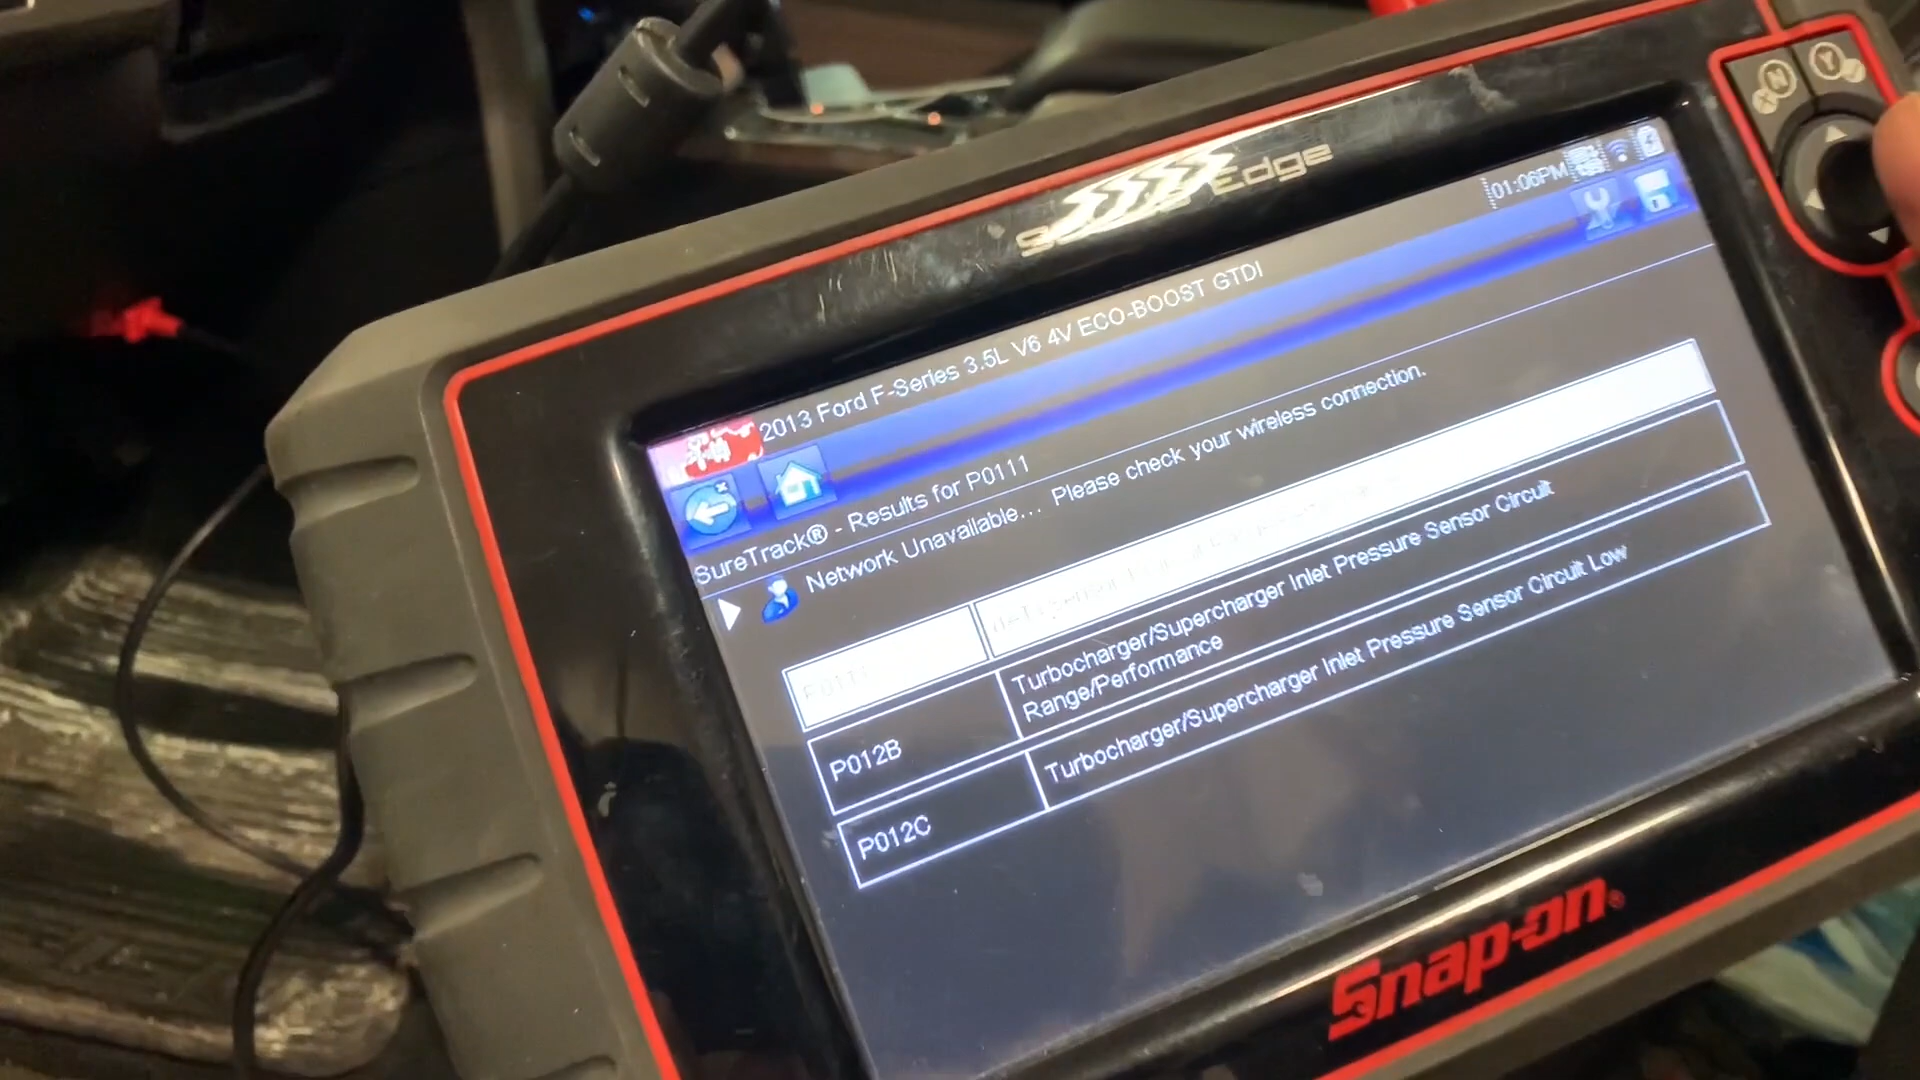 Edge
01:06PM
2013 Ford F-Series 3.5L V6 4V ECO-BOOST GTDI
SureTrack® - Results for P0111
Network Unavailable... Please check your wireless connection.
P0111
P012B
Turbocharger/Supercharger Inlet Pressure Sensor Circuit
Range/Performance
P012C
Turbocharger/Supercharger Inlet Pressure Sensor Circuit Low
Snap-on®
N
Y